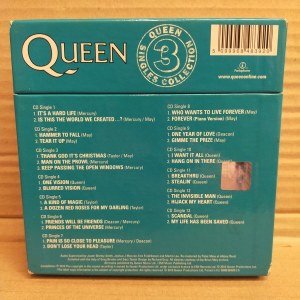 QUEEN
QUEEN
3
SINGLES COLLECTION
Parlophone
www.queenonline.com
CD Single 1
1. IT'S A HARD LIFE (Mercury)
2. IS THIS THE WORLD WE CREATED...? (Mercury / May)
CD Single 2
1. HAMMER TO FALL (May)
2. TEAR IT UP (May)
CD Single 3
1. THANK GOD IT'S CHRISTMAS (Taylor / May)
2. MAN ON THE PROWL (Mercury)
3. KEEP PASSING THE OPEN WINDOWS (Mercury)
CD Single 4
1. ONE VISION (Queen)
2. BLURRED VISION (Queen)
CD Single 5
1. A KIND OF MAGIC (Taylor)
2. A DOZEN RED ROSES FOR MY DARLING (Taylor)
CD Single 6
1. FRIENDS WILL BE FRIENDS (Deacon / Mercury)
2. PRINCES OF THE UNIVERSE (Mercury)
CD Single 7
1. PAIN IS SO CLOSE TO PLEASURE (Mercury / Deacon)
2. DON'T LOSE YOUR HEAD (Taylor)
CD Single 8
1. WHO WANTS TO LIVE FOREVER (May)
2. FOREVER (Piano Version) (May)
CD Single 9
1. ONE YEAR OF LOVE (Deacon)
2. GIMME THE PRIZE (May)
CD Single 10
1. I WANT IT ALL (Queen)
2. HANG ON IN THERE (Queen)
CD Single 11
1. BREAKTHRU (Queen)
2. STEALIN' (Queen)
CD Single 12
1. THE INVISIBLE MAN (Queen)
2. HIJACK MY HEART (Queen)
CD Single 13
1. SCANDAL (Queen)
2. MY LIFE HAS BEEN SAVED (Queen)